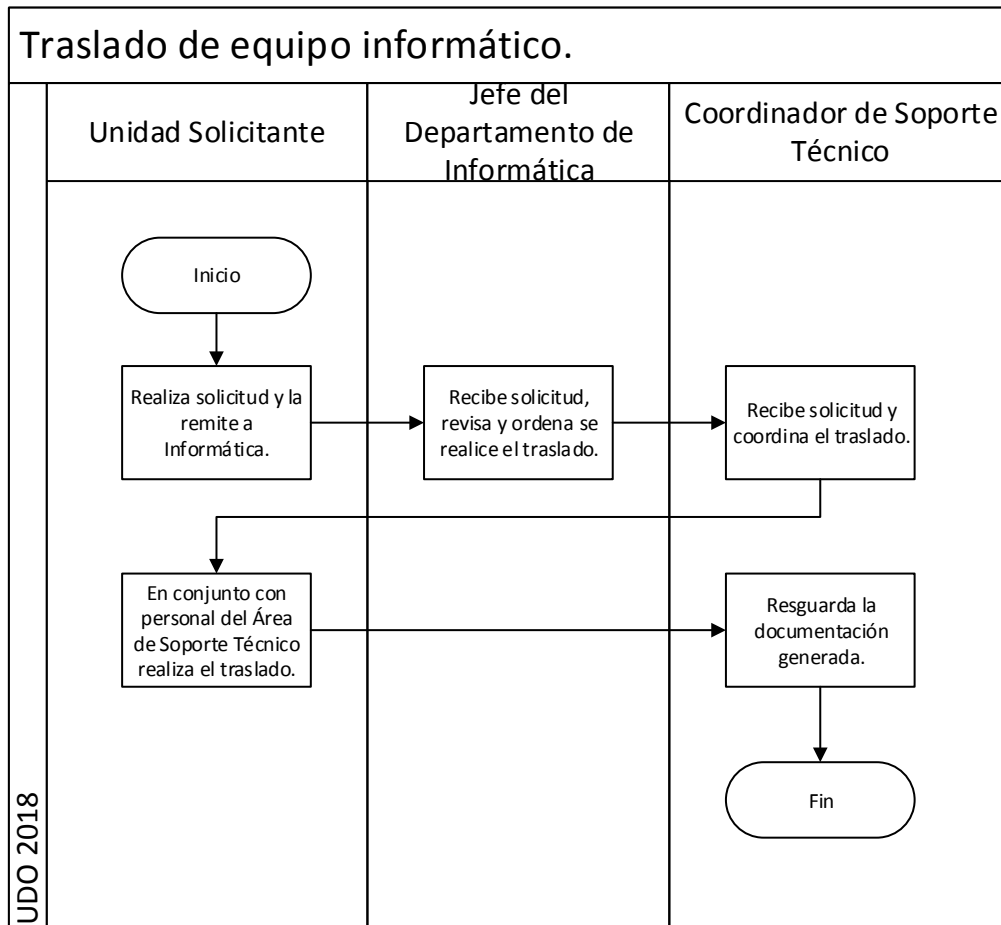 Traslado de equipo informático.
Unidad Solicitante
Jefe del
Departamento de
Informática
Coordinador de Soporte
Técnico
Inicio
Realiza solicitud y la
remite a
Informática.
Recibe solicitud,
revisa y ordena se
realice el traslado.
Recibe solicitud y
coordina el traslado.
En conjunto con
personal del Área
de Soporte Técnico
realiza el traslado.
Resguarda la
documentación
generada.
Fin
UDO 2018